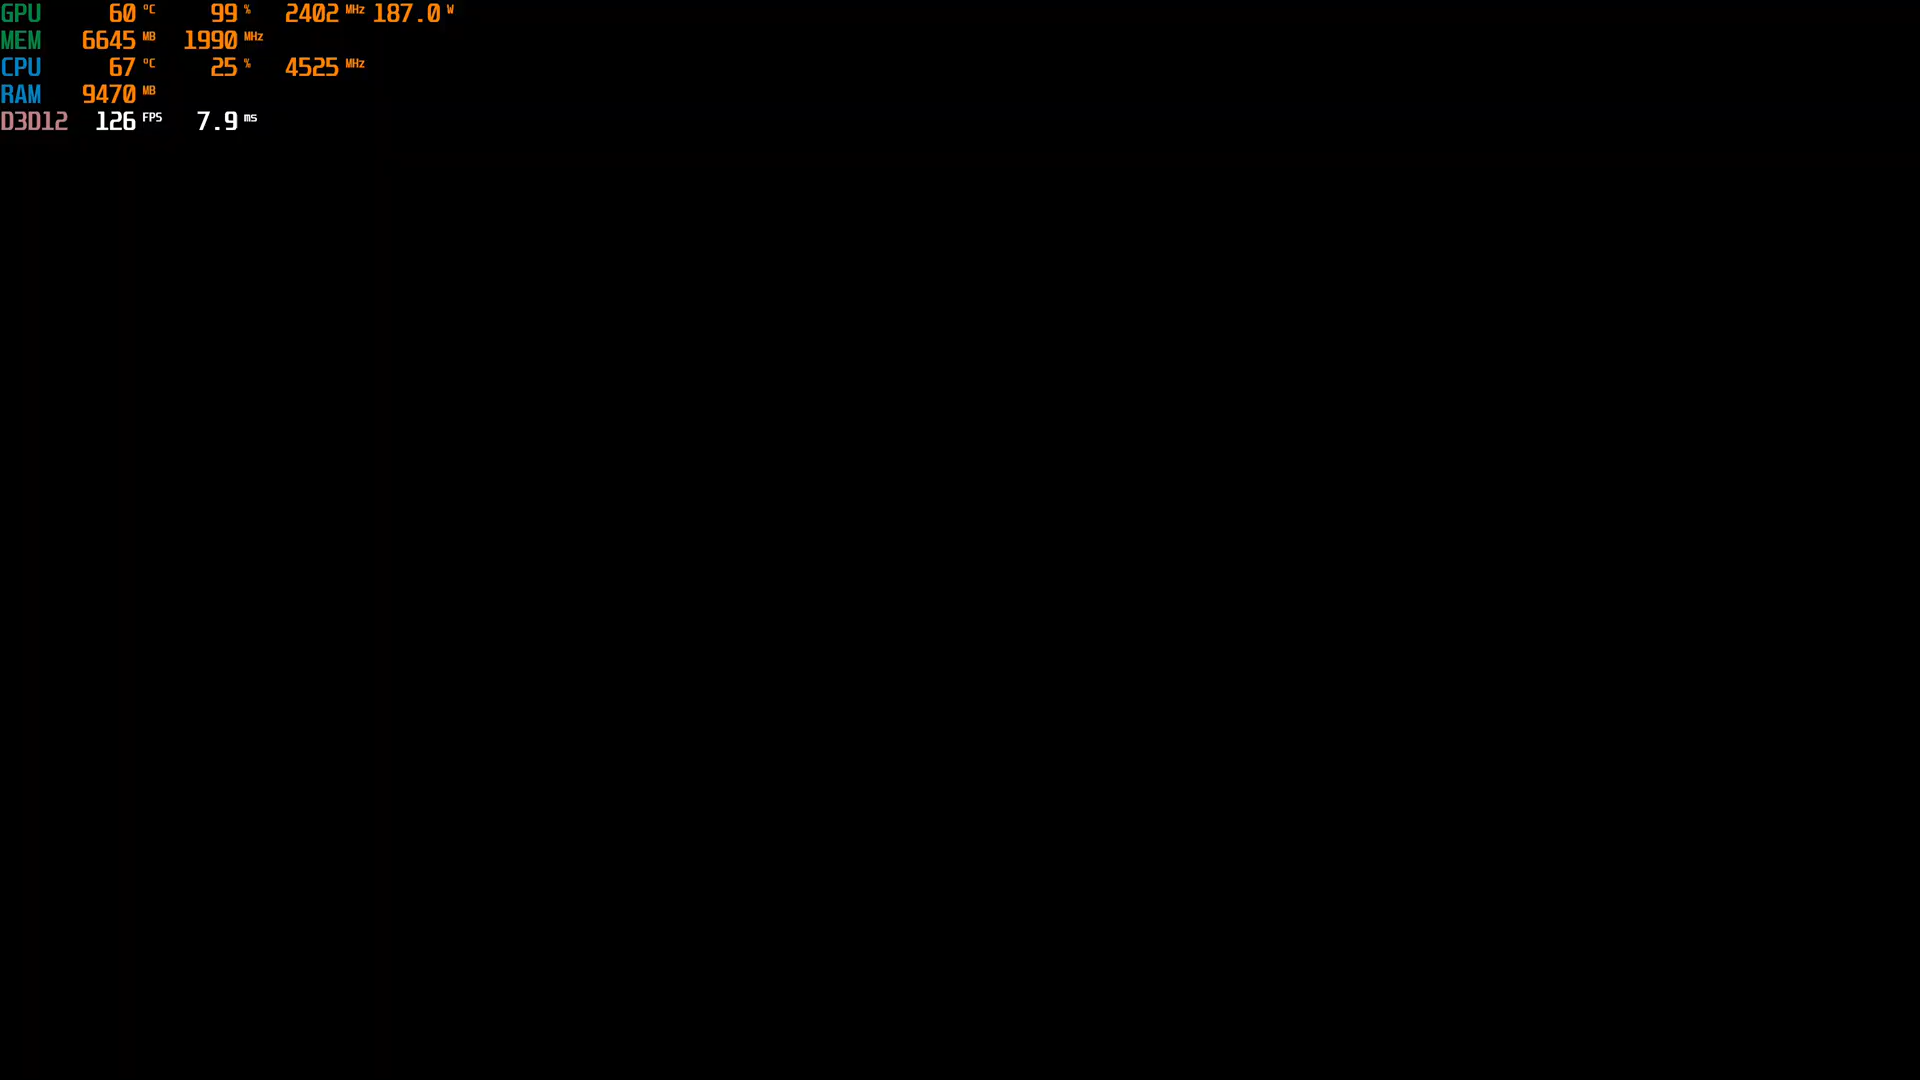 GPU 60 °C 99 % 2402 MHz 187.0 W
MEM 6645 MB 1990 MHz
CPU 67 °C 25 % 4525 MHz
RAM 9470 MB
D3D12 126 FPS 7.9 ms